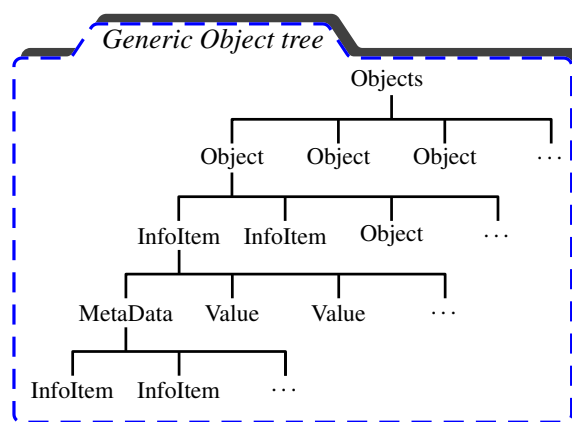 Generic Object tree
Objects
Object Object Object ...
InfoItem InfoItem Object ...
MetaData Value Value ...
InfoItem InfoItem ...